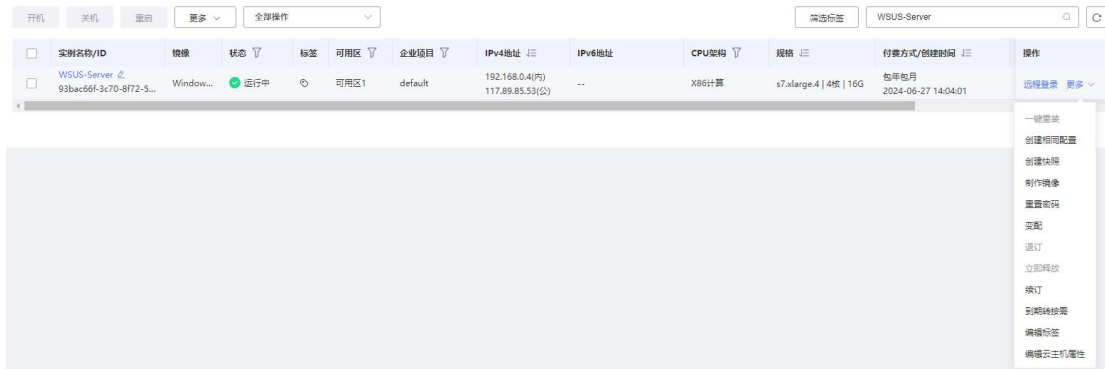 开机 关机 重启 更多 全部操作 筛选标签 WSUS-Server
实例名称/ID 镜像 状态 标签 可用区 企业项目 IPv4地址 IPv6地址 CPU架构 规格 付费方式/创建时间 操作
WSUS-Server 192.168.0.4(内) 包年包月
Window... 运行中 可用区1 default -- X86计算 s7.xlarge.4 | 4核 | 16G 远程登录 更多
93bac66f-3c70-8f72-5... 117.89.85.53(公) 2024-06-27 14:04:01
一键重装
创建相同配置
创建快照
制作镜像
重置密码
变配
退订
立即释放
续订
到期转按需
编辑标签
编辑云主机属性